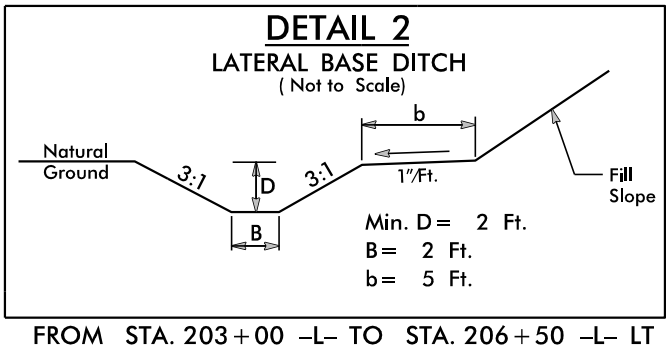 DETAIL 2
LATERAL BASE DITCH
( Not to Scale)
b
Natural
Ground
3:1
D
3:1
1"/Ft.
Fill
Slope
B
Min. D = 2 Ft.
B = 2 Ft.
b = 5 Ft.
FROM STA. 203+00 -L- TO STA. 206+50 -L- LT